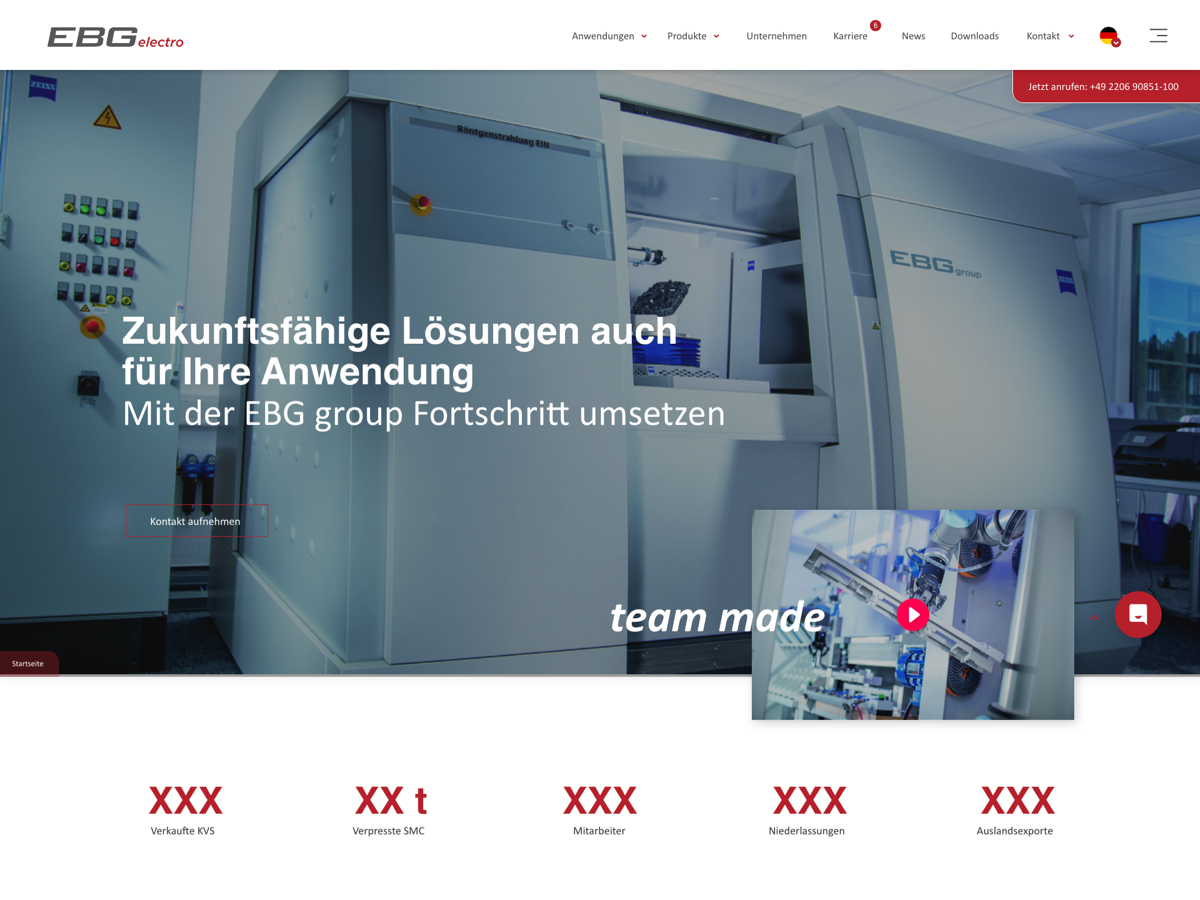 EBG electro
Anwendungen
Produkte
Unternehmen
Karriere
6
News
Downloads
Kontakt
Jetzt anrufen: +49 2206 90851-100
ZEISS
Röntgenstrahlung EIN
EBG group
ZEISS
Zukunftsfähige Lösungen auch
für Ihre Anwendung
Mit der EBG group Fortschritt umsetzen
Kontakt aufnehmen
team made
Startseite
XXX
Verkaufte KVS
XX t
Verpresste SMC
XXX
Mitarbeiter
XXX
Niederlassungen
XXX
Auslandsexporte